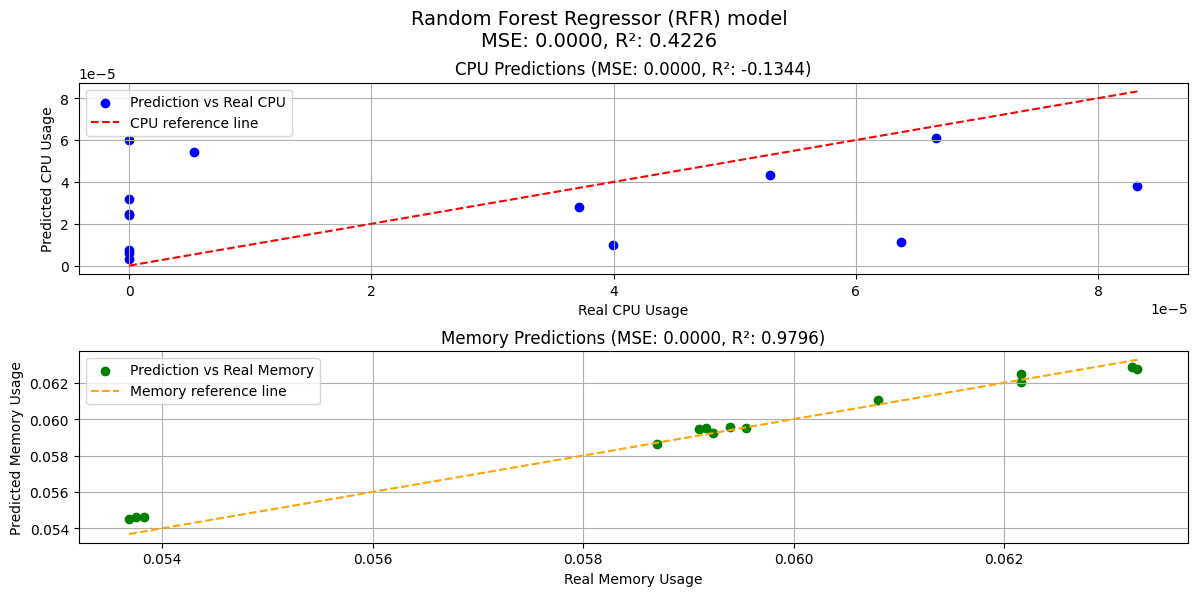 Random Forest Regressor (RFR) model
MSE: 0.0000, R²: 0.4226
CPU Predictions (MSE: 0.0000, R²: -0.1344)
1e−5
Prediction vs Real CPU
CPU reference line
Predicted CPU Usage
8
6
4
2
0
0 2 4 6 8
1e−5
Real CPU Usage
Memory Predictions (MSE: 0.0000, R²: 0.9796)
Prediction vs Real Memory
Memory reference line
Predicted Memory Usage
0.062
0.060
0.058
0.056
0.054
0.054 0.056 0.058 0.060 0.062
Real Memory Usage